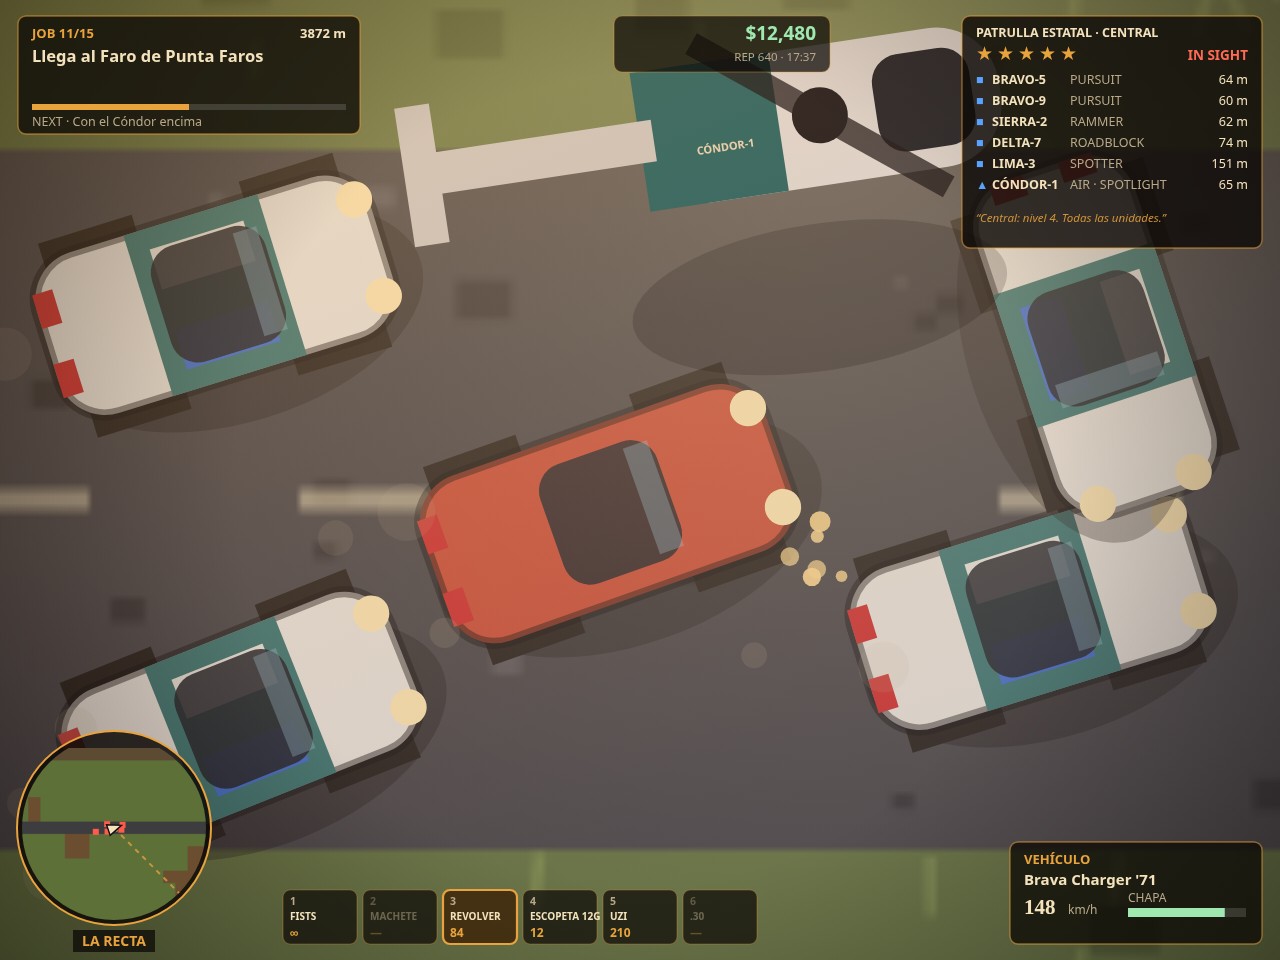 JOB 11/15 3872 m
Llega al Faro de Punta Faros
NEXT · Con el Cóndor encima
$12,480
REP 640 · 17:37
PATRULLA ESTATAL · CENTRAL
★ ★ ★ ★ ★ IN SIGHT
BRAVO-5 PURSUIT 64 m
BRAVO-9 PURSUIT 60 m
SIERRA-2 RAMMER 62 m
DELTA-7 ROADBLOCK 74 m
LIMA-3 SPOTTER 151 m
CÓNDOR-1 AIR · SPOTLIGHT 65 m
“Central: nivel 4. Todas las unidades.”
CÓNDOR-1
LA RECTA
1 FISTS ∞
2 MACHETE —
3 REVOLVER 84
4 ESCOPETA 12G 12
5 UZI 210
6 .30 —
VEHÍCULO
Brava Charger '71
148 km/h CHAPA